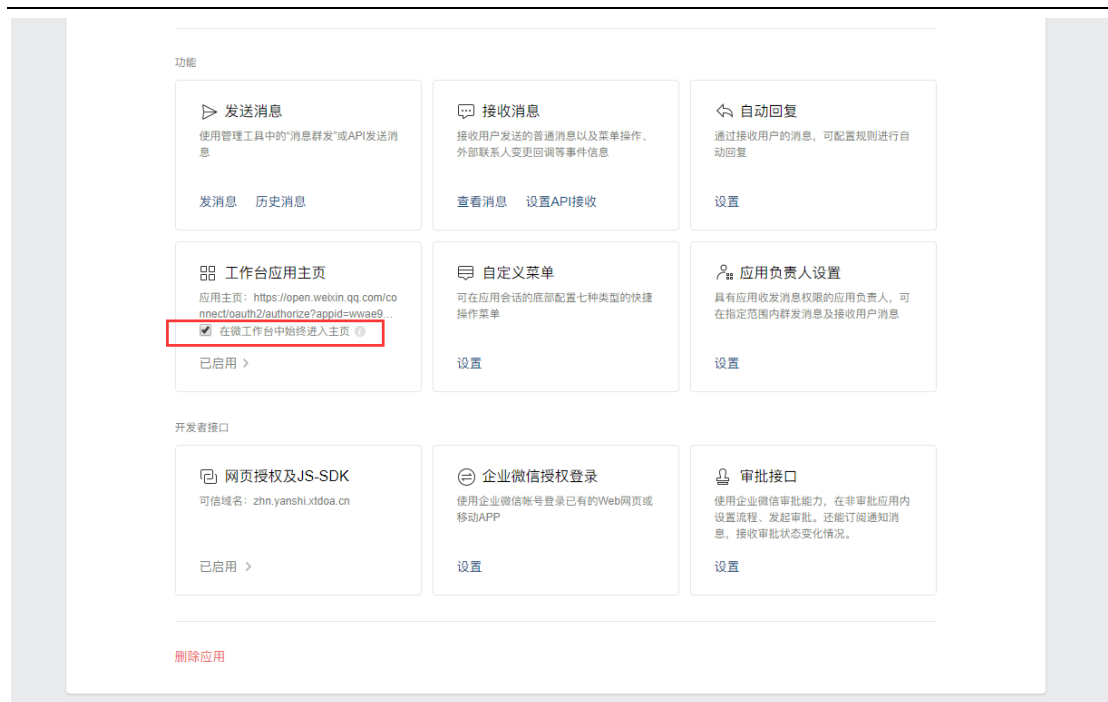 功能
发送消息
使用管理工具中的“消息群发”或API发送消
息
发消息 历史消息
接收消息
接收用户发送的普通消息以及菜单操作、
外部联系人变更回调等事件信息
查看消息 设置API接收
自动回复
通过接收用户的消息，可配置规则进行自
动回复
设置
工作台应用主页
应用主页：https://open.weixin.qq.com/co
nnect/oauth2/authorize?appid=wwae9...
在微工作台中始终进入主页
已启用 >
自定义菜单
可在应用会话的底部配置七种类型的快捷
操作菜单
设置
应用负责人设置
具有应用收发消息权限的应用负责人，可
在指定范围内群发消息及接收用户消息
设置
开发者接口
网页授权及JS-SDK
可信域名：zhn.yanshi.xtdoa.cn
已启用 >
企业微信授权登录
使用企业微信帐号登录已有的Web网页或
移动APP
设置
审批接口
使用企业微信审批能力，在非审批应用内
设置流程、发起审批。还能订阅通知消
息，接收审批状态变化情况。
设置
删除应用